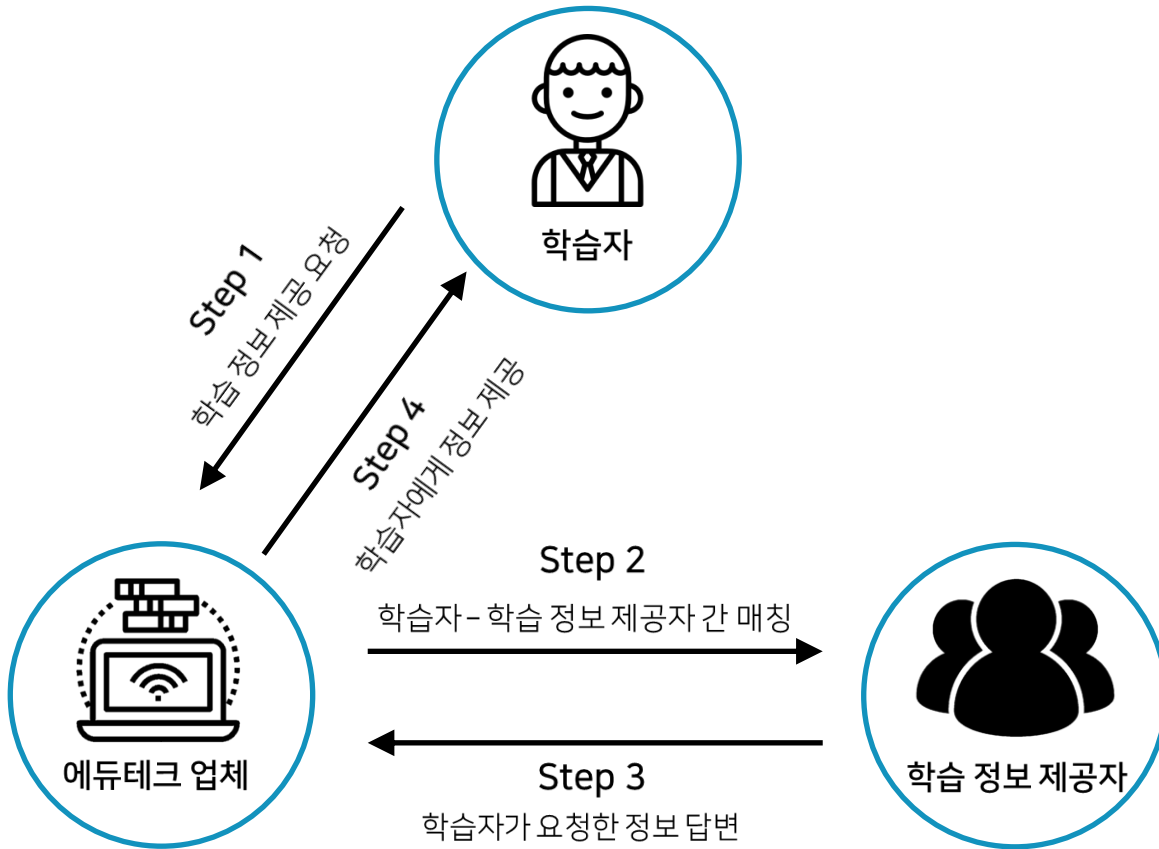 학습자
Step 1
학습 정보 제공 요청
Step 4
학습자에게 정보 제공
Step 2
학습자 – 학습 정보 제공자 간 매칭
에듀테크 업체
학습 정보 제공자
Step 3
학습자가 요청한 정보 답변